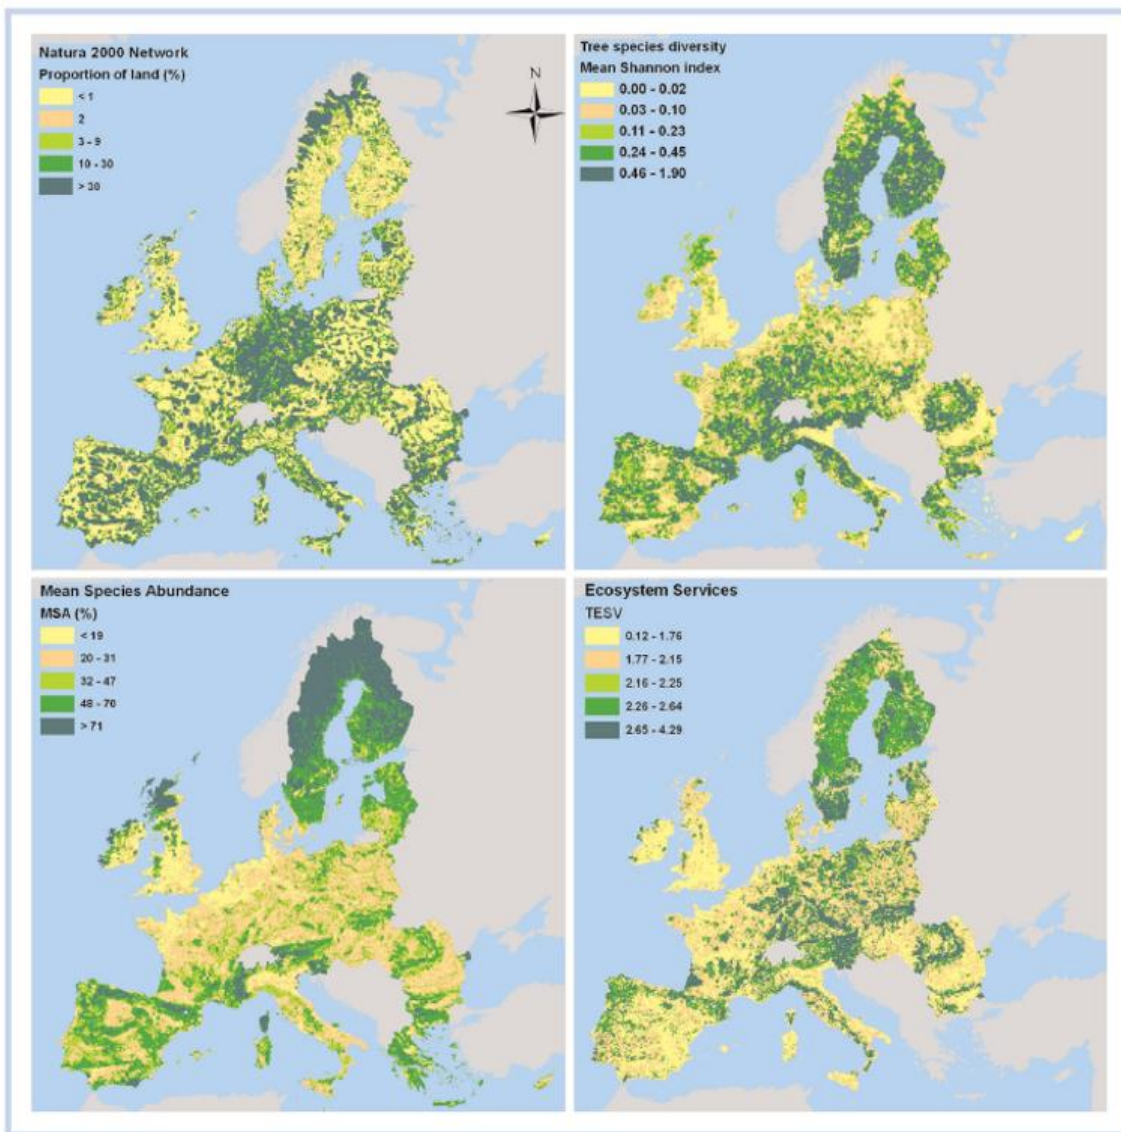 Natura 2000 Network
Proportion of land (%)
< 1
2
3 - 9
10 - 30
> 30
N
Tree species diversity
Mean Shannon index
0.00 - 0.02
0.03 - 0.10
0.11 - 0.23
0.24 - 0.45
0.46 - 1.90
Mean Species Abundance
MSA (%)
< 19
20 - 31
32 - 47
48 - 70
> 71
Ecosystem Services
TESV
0.12 - 1.76
1.77 - 2.15
2.16 - 2.25
2.26 - 2.64
2.65 - 4.29